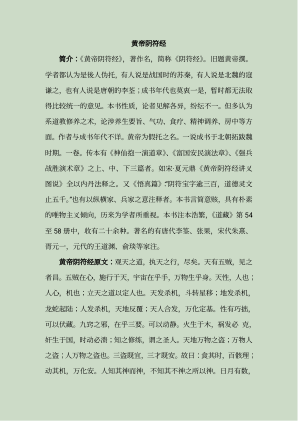 黄帝阴符经
简介：《黄帝阴符经》，著作名，简称《阴符经》。旧题黄帝撰。
学者都认为是後人伪托，有人说是战国时的苏秦，有人说是北魏的寇
谦之，也有人说是唐朝的李筌；成书年代也莫衷一是，暂时都无法取
得比较统一的意见。本书性质，论者见解各异，纷纭不一。但多认为
系道教修养之术，论涉养生要旨、气功、食疗、精神调养、房中等方
面。作者与成书年代不详。黄帝为假托之名。一说成书于北朝拓跋魏
时期。一卷。传本有《神仙抱一演道章》、《富国安民演法章》、《强兵
战胜演术章》之上、中、下三篇者。如宋·夏元鼎《黄帝阴符经讲义
图说》全以内丹法释之。又《悟真篇》“阴符宝字逾三百，道德灵文
止五千。”也有以纵横家、兵家之意注释者。本书言简意赅，具有朴素
的唯物主义倾向，历来为学者所重视。本书注本浩繁，《道藏》第 54
至 58 册中，收有二十余种。著名的有唐代李筌、张果，宋代朱熹、
胥元一，元代的王道渊，俞琰等家注。
黄帝阴符经原文：观天之道，执天之行，尽矣。天有五贼，见之
者昌。五贼在心，施行于天，宇宙在乎手，万物生乎身。天性，人也；
人心，机也；立天之道以定人也。天发杀机，斗转星移；地发杀机，
龙蛇起陆；人发杀机，天地反覆；天人合发，万化定基。性有巧拙，
可以伏藏。九窍之邪，在乎三要。可以动静。火生于木，祸发必 克，
奸生于国，时动必溃；知之修炼，谓之圣人。天地万物之盗；万物人
之盗；人万物之盗也。三盗既宜，三才既安。故曰：食其时，百骸理；
动其机，万化安。人知其神而神，不知其不神之所以神。日月有数，